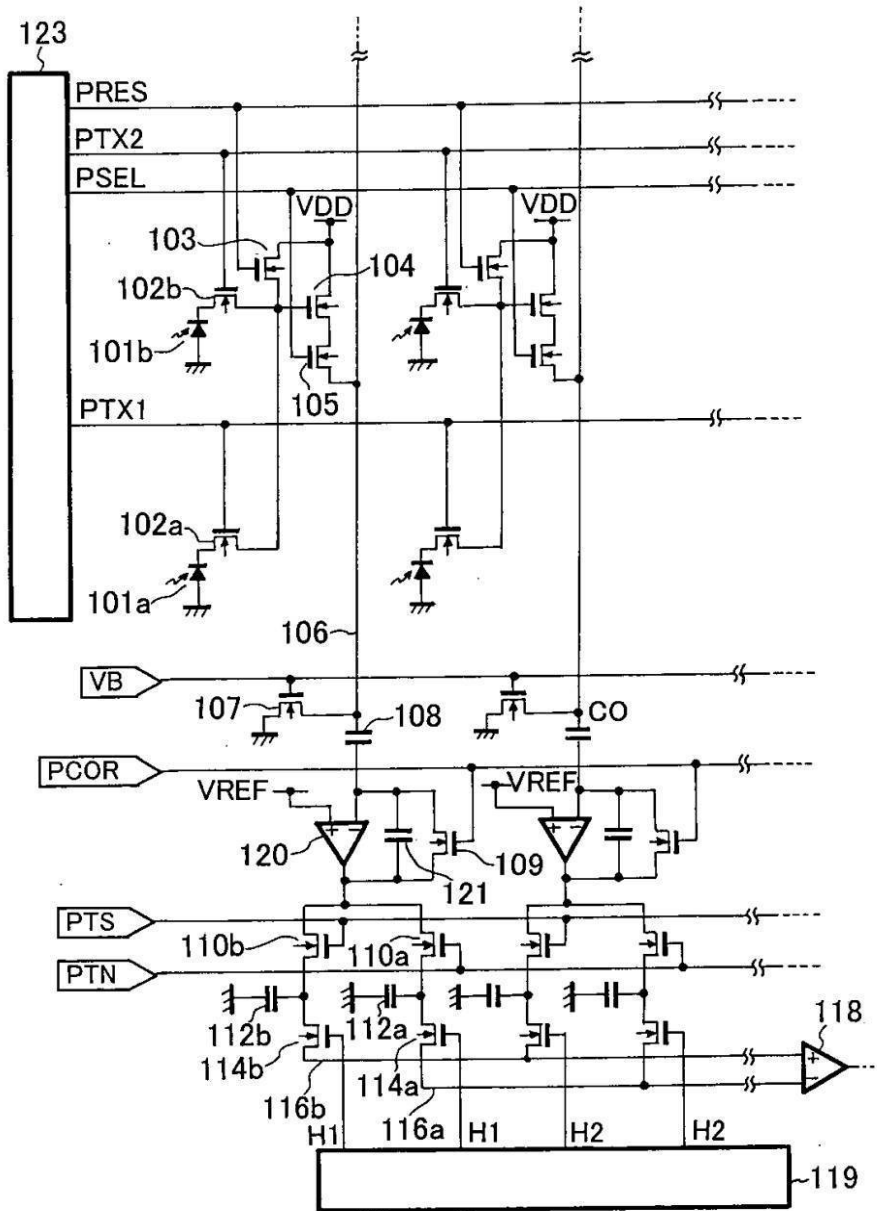 123
PRES
PTX2
PSEL
VDD
VDD
103
104
102b
101b
105
PTX1
102a
101a
106
VB
107
108
CO
PCOR
VREF
VREF
120
109
121
PTS
110b
110a
PTN
112b
112a
118
114b
114a
116b
116a
H1
H1
H2
H2
119